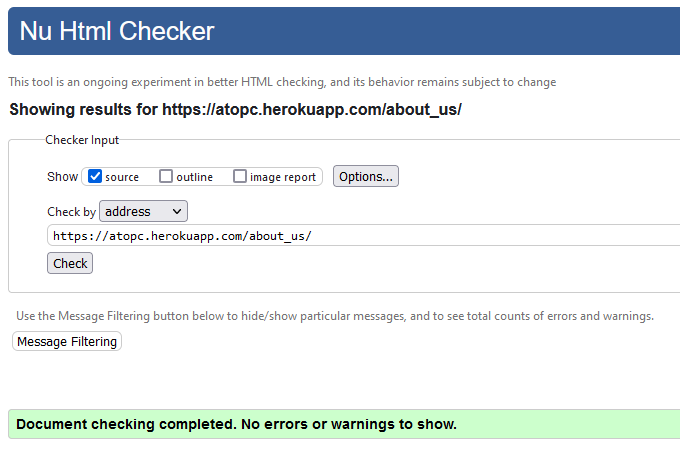 Nu Html Checker
This tool is an ongoing experiment in better HTML checking, and its behavior remains subject to change
Showing results for https://atopc.herokuapp.com/about_us/
Checker Input
Show source outline image report Options...
Check by address
https://atopc.herokuapp.com/about_us/
Check
Use the Message Filtering button below to hide/show particular messages, and to see total counts of errors and warnings.
Message Filtering
Document checking completed. No errors or warnings to show.